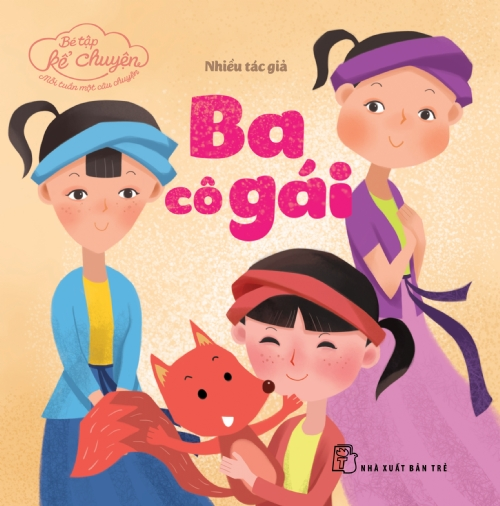 Bé tập
kể chuyện
Mỗi tuần một câu chuyện
Nhiều tác giả
Ba
cô gái
NHÀ XUẤT BẢN TRẺ